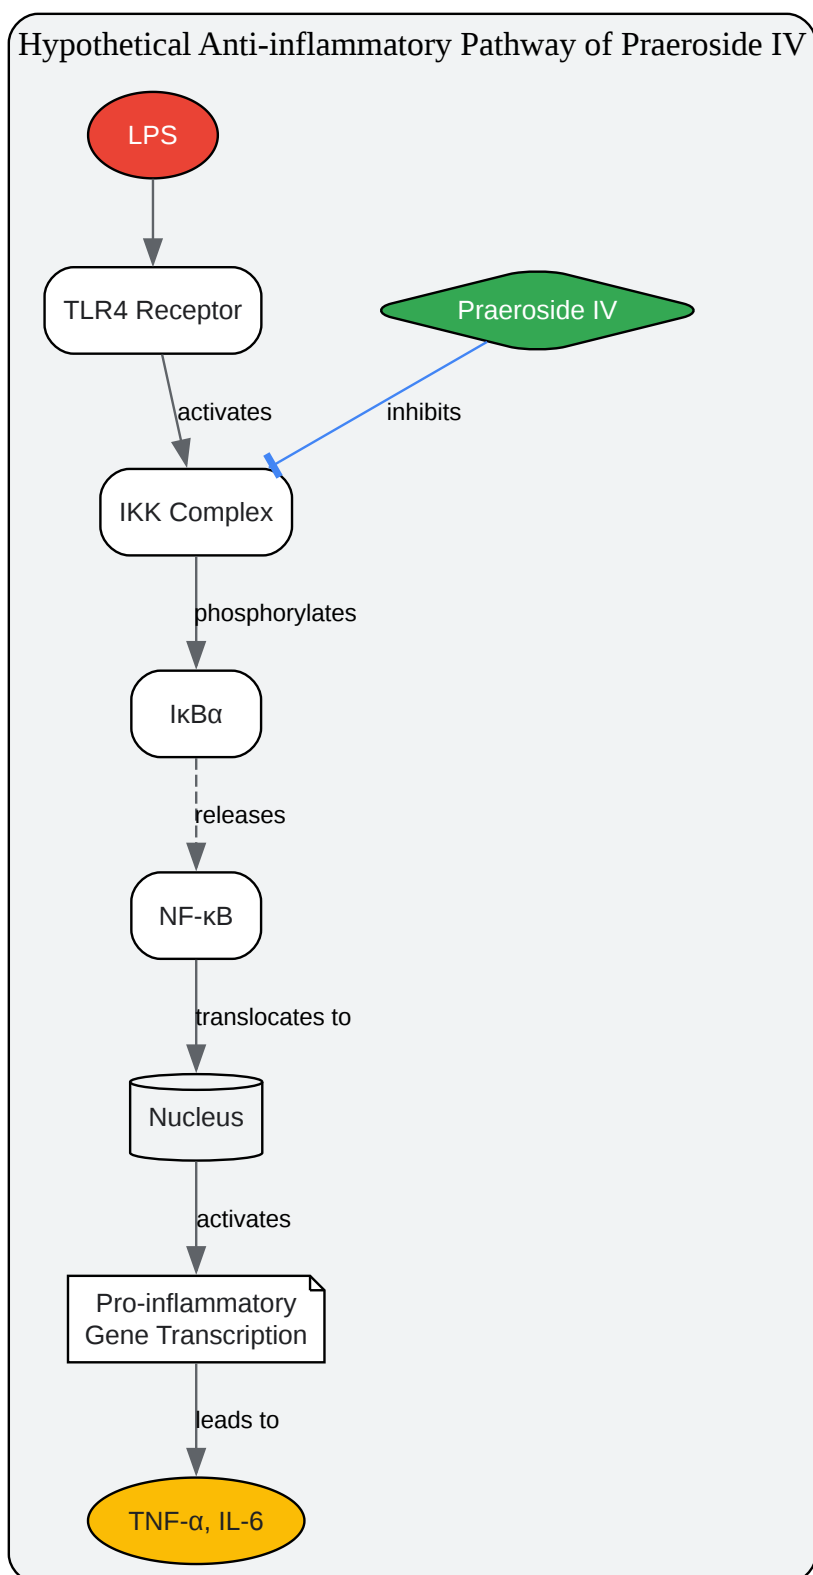 Hypothetical Anti-inflammatory Pathway of Praeroside IV
LPS
TLR4 Receptor
Praeroside IV
activates
inhibits
IKK Complex
phosphorylates
IκBα
releases
NF-κB
translocates to
Nucleus
activates
Pro-inflammatory
Gene Transcription
leads to
TNF-α, IL-6